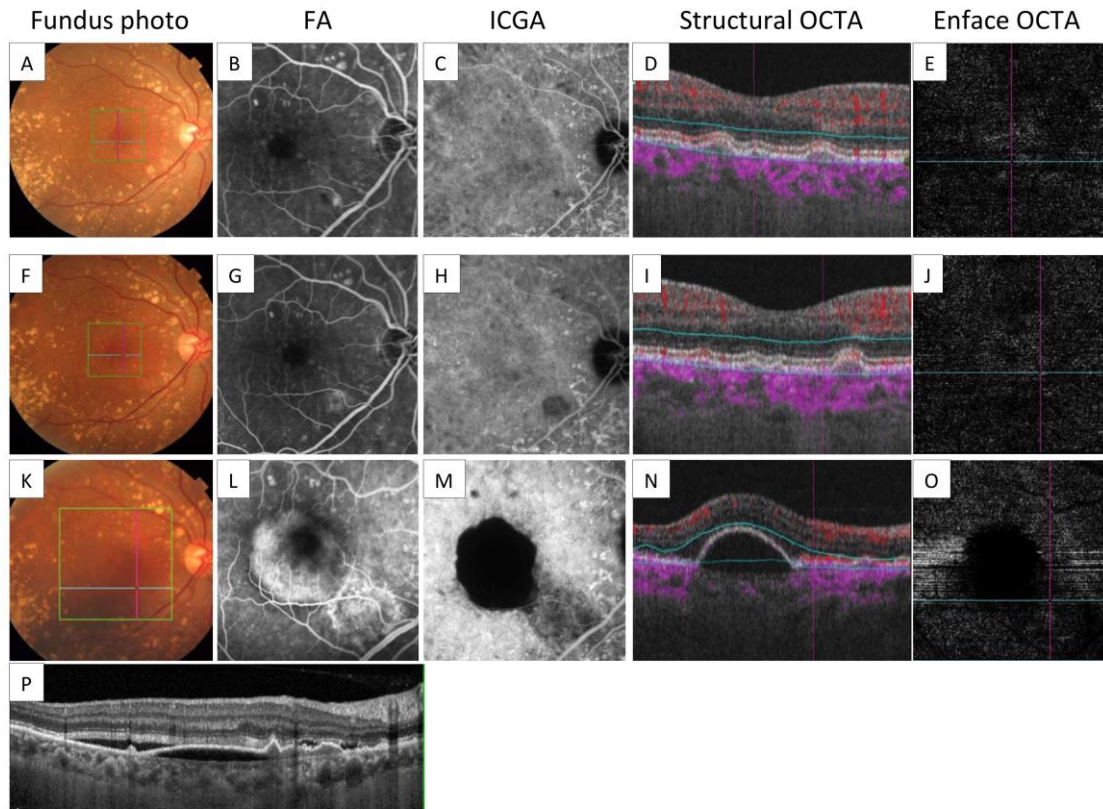 Fundus photo FA ICGA Structural OCTA Enface OCTA
A B C D E
F G H I J
K L M N O
P